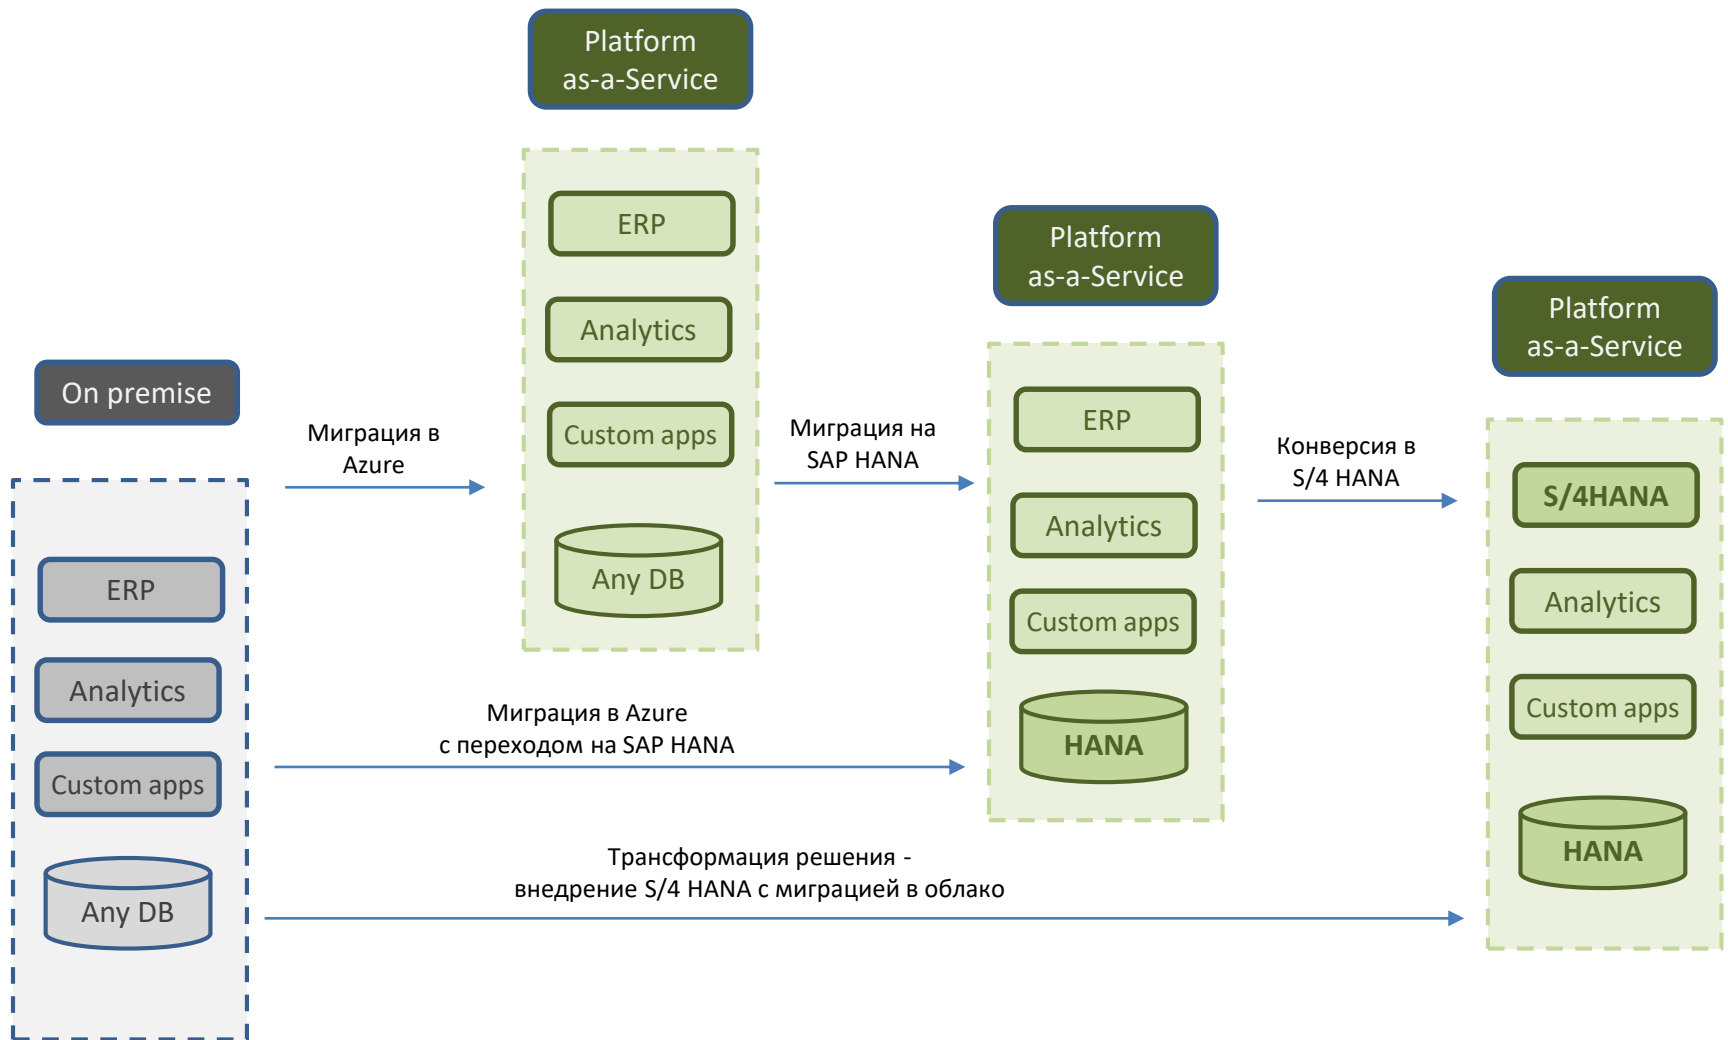 Platform
as-a-Service
ERP
Analytics
Custom apps
Any DB
Platform
as-a-Service
ERP
Analytics
Custom apps
HANA
Platform
as-a-Service
S/4HANA
Analytics
Custom apps
HANA
On premise
ERP
Analytics
Custom apps
Any DB
Миграция в
Azure
Миграция на
SAP HANA
Конверсия в
S/4 HANA
Миграция в Azure
с переходом на SAP HANA
Трансформация решения -
внедрение S/4 HANA с миграцией в облако